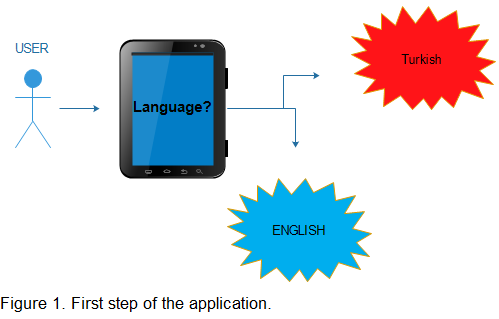 USER
Language?
Turkish
ENGLISH
Figure 1. First step of the application.